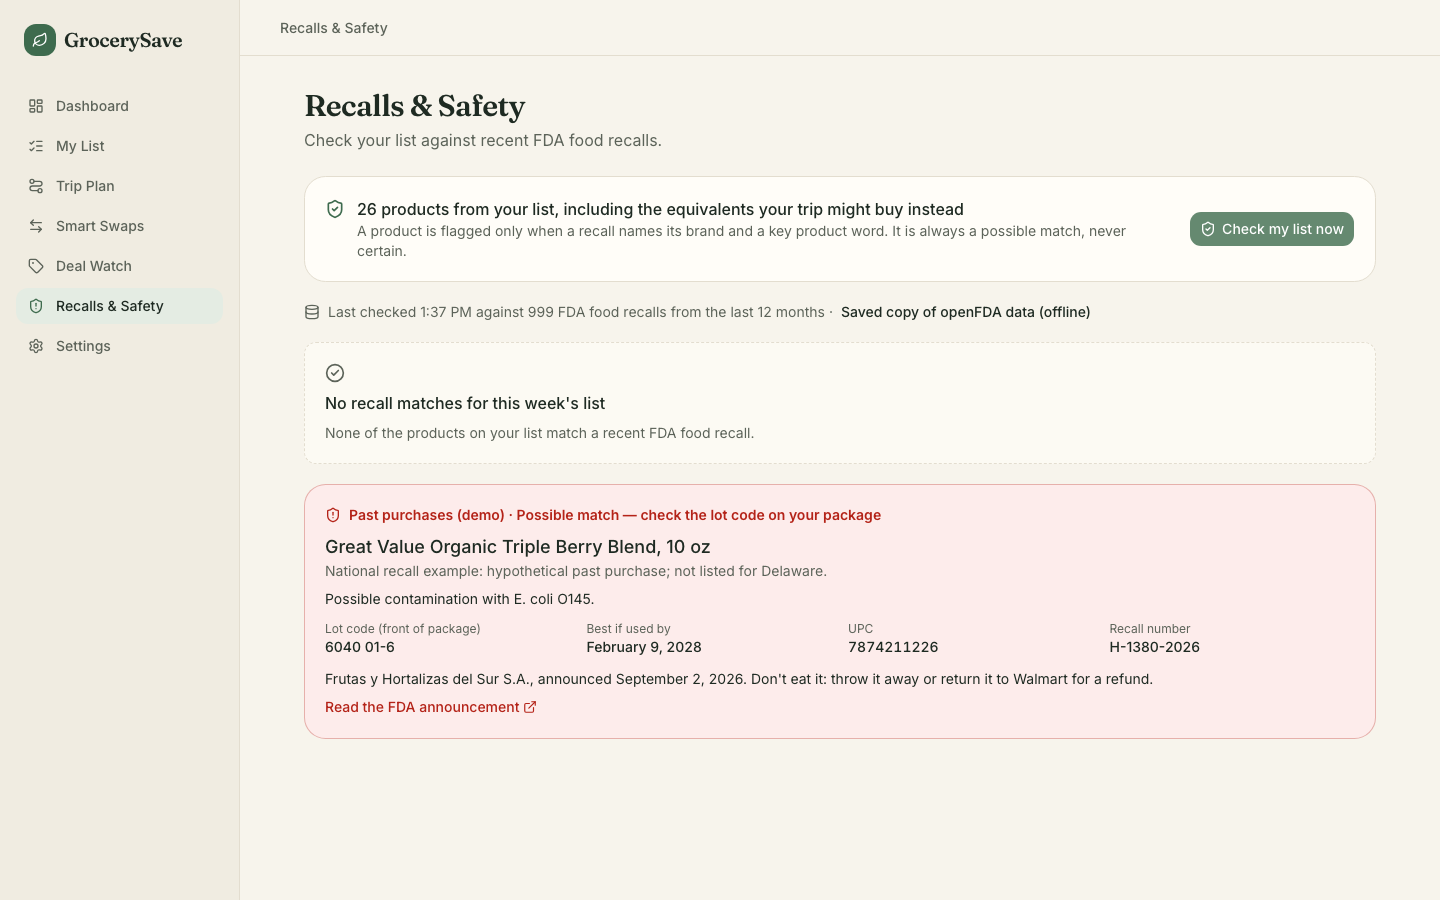 GrocerySave
Dashboard
My List
Trip Plan
Smart Swaps
Deal Watch
Recalls & Safety
Settings
Recalls & Safety
Recalls & Safety
Check your list against recent FDA food recalls.
26 products from your list, including the equivalents your trip might buy instead
A product is flagged only when a recall names its brand and a key product word. It is always a possible match, never
certain.
Check my list now
Last checked 1:37 PM against 999 FDA food recalls from the last 12 months · Saved copy of openFDA data (offline)
No recall matches for this week's list
None of the products on your list match a recent FDA food recall.
Past purchases (demo) · Possible match — check the lot code on your package
Great Value Organic Triple Berry Blend, 10 oz
National recall example: hypothetical past purchase; not listed for Delaware.
Possible contamination with E. coli O145.
Lot code (front of package) Best if used by UPC Recall number
6040 01-6 February 9, 2028 7874211226 H-1380-2026
Frutas y Hortalizas del Sur S.A., announced September 2, 2026. Don't eat it: throw it away or return it to Walmart for a refund.
Read the FDA announcement